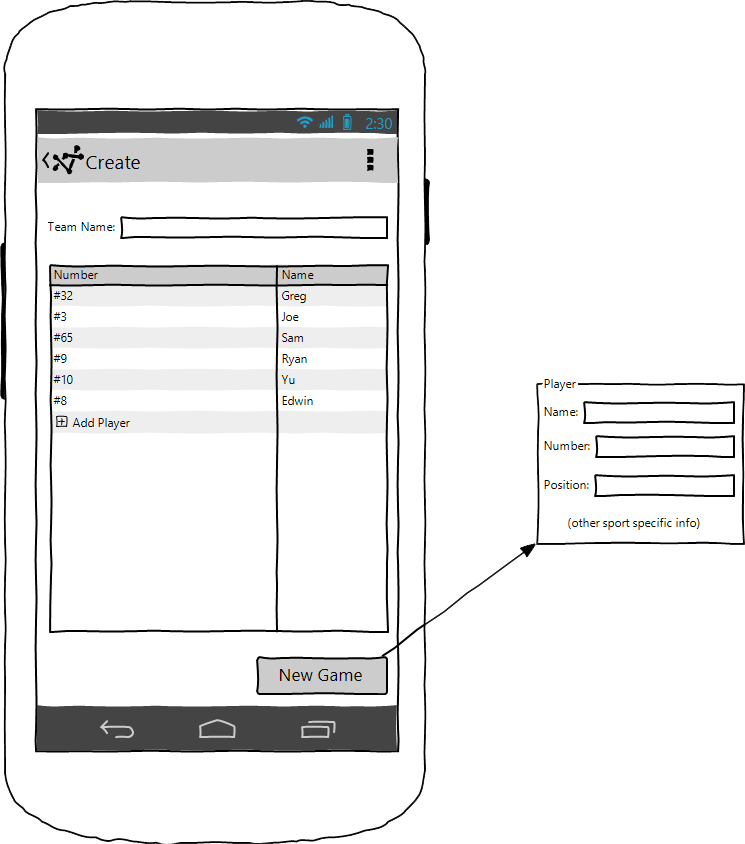 2:30
Create
Team Name:
Number Name
#32 Greg
#3 Joe
#65 Sam
#9 Ryan
#10 Yu
#8 Edwin
Add Player
New Game
Player
Name:
Number:
Position:
(other sport specific info)